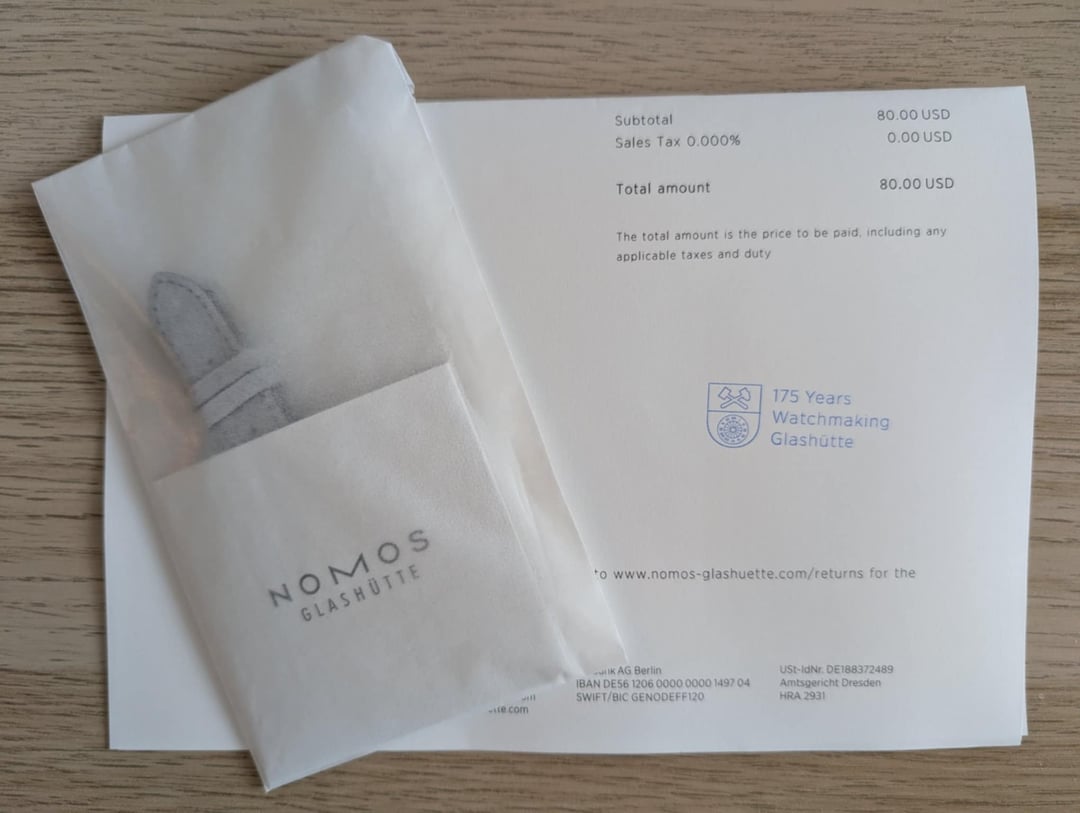 Subtotal 80.00 USD
Sales Tax 0.000% 0.00 USD
Total amount 80.00 USD
The total amount is the price to be paid, including any
applicable taxes and duty
175 Years
Watchmaking
Glashütte
NOMOS
GLASHÜTTE
to www.nomos-glashuette.com/returns for the
AG Berlin
IBAN DE56 1206 0000 0000 1497 04
SWIFT/BIC GENODEFF120
USt-IdNr. DE188372489
Amtsgericht Dresden
HRA 2931